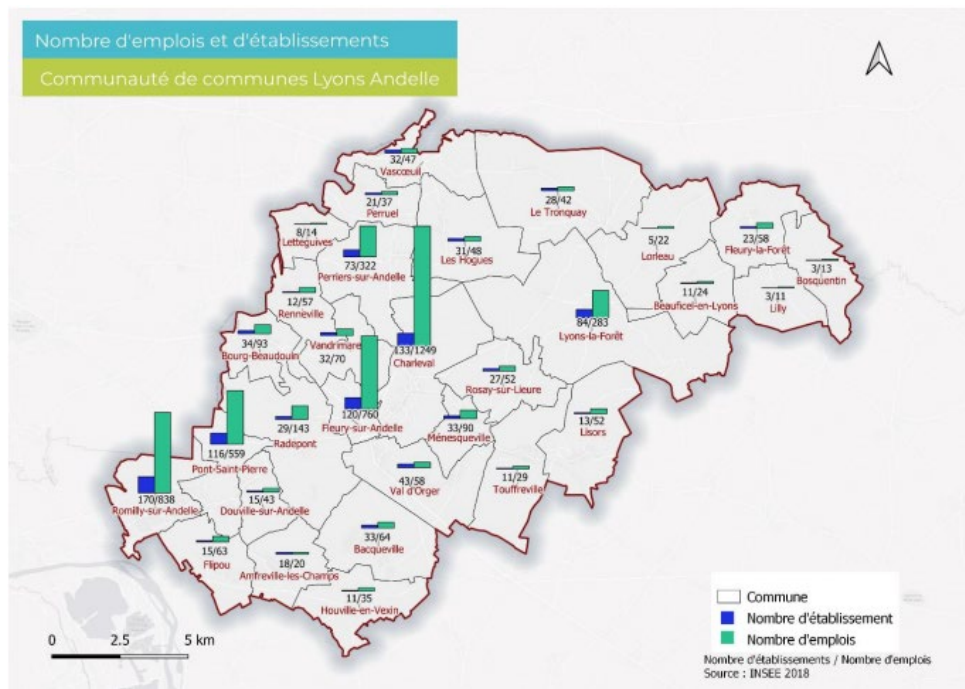 Nombre d'emplois et d'établissements
Communauté de communes Lyons Andelle
32/47
Vascœuil
21/37
Perruel
28/42
Le Tronquay
8/14
Letteguives
73/322
Perriers-sur-Andelle
31/48
Les Hogues
5/22
Lorleau
23/58
Fleury-la-Forêt
3/13
Bosquentin
12/57
Renneville
11/24
Beauficel-en-Lyons
3/11
Lilly
34/93
Bourg-Beaudouin
Vandrimare
32/70
133/1249
Charleval
84/283
Lyons-la-Forêt
27/52
Rosay-sur-Lieure
29/143
Radepont
120/760
Fleury-sur-Andelle
33/90
Ménesqueville
13/52
Lisors
116/559
Pont-Saint-Pierre
43/58
Val d'Orger
11/29
Touffreville
170/838
Romilly-sur-Andelle
15/43
Douville-sur-Andelle
33/64
Bacqueville
15/63
Flipou
18/20
Amfreville-les-Champs
11/35
Houville-en-Vexin
0 2.5 5 km
Commune
Nombre d'établissement
Nombre d'emplois
Nombre d'établissements / Nombre d'emplois
Source : INSEE 2018